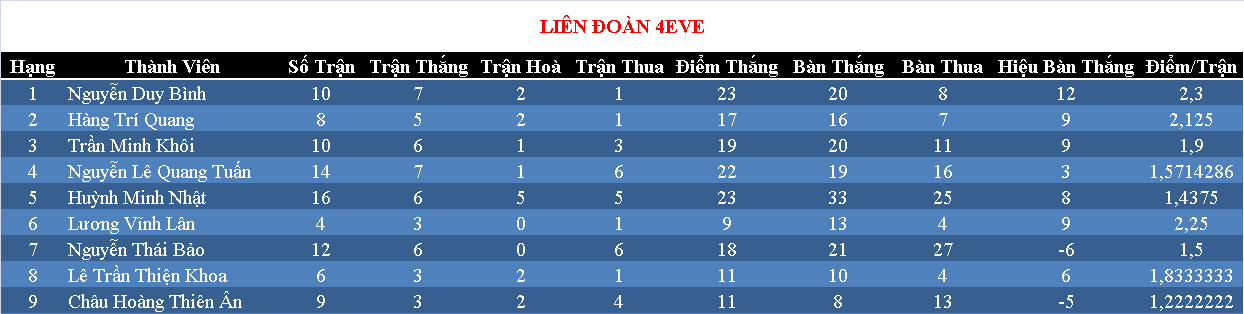 LIÊN ĐOÀN 4EVE
Hạng Thành Viên Số Trận Trận Thắng Trận Hoà Trận Thua Điểm Thắng Bàn Thắng Bàn Thua Hiệu Bàn Thắng Điểm/Trận
1 Nguyễn Duy Bình 10 7 2 1 23 20 8 12 2,3
2 Hàng Trí Quang 8 5 2 1 17 16 7 9 2,125
3 Trần Minh Khôi 10 6 1 3 19 20 11 9 1,9
4 Nguyễn Lê Quang Tuấn 14 7 1 6 22 19 16 3 1,5714286
5 Huỳnh Minh Nhật 16 6 5 5 23 33 25 8 1,4375
6 Lương Vĩnh Lân 4 3 0 1 9 13 4 9 2,25
7 Nguyễn Thái Bảo 12 6 0 6 18 21 27 -6 1,5
8 Lê Trần Thiện Khoa 6 3 2 1 11 10 4 6 1,8333333
9 Châu Hoàng Thiên Ân 9 3 2 4 11 8 13 -5 1,2222222